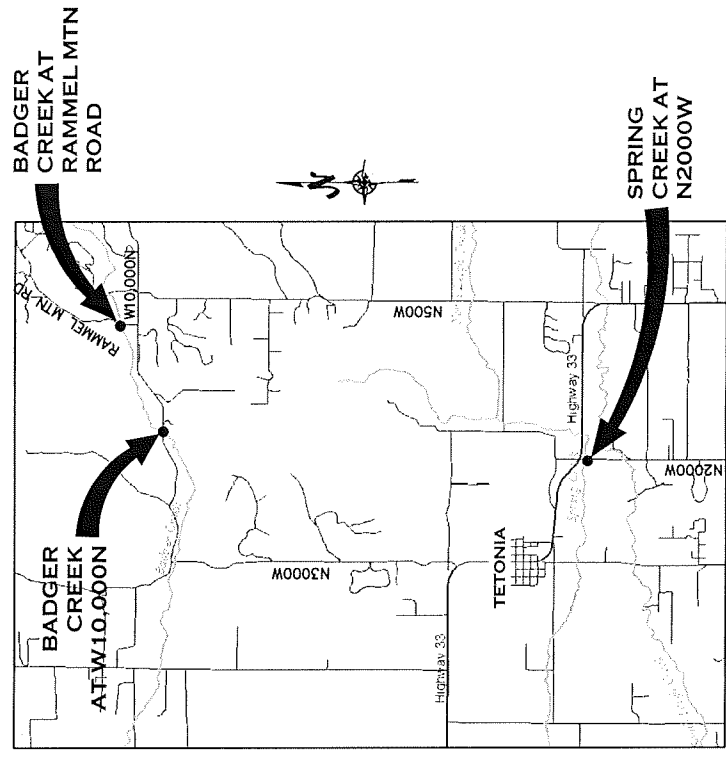 BADGER
CREEK AT
RAMMEL MTN
ROAD
N
RAMMEL MTN RD
W10,000N
BADGER
CREEK
AT W10,000N
N500W
N3000W
Highway 33
Highway 33
TETONIA
N2000W
SPRING
CREEK AT
N2000W